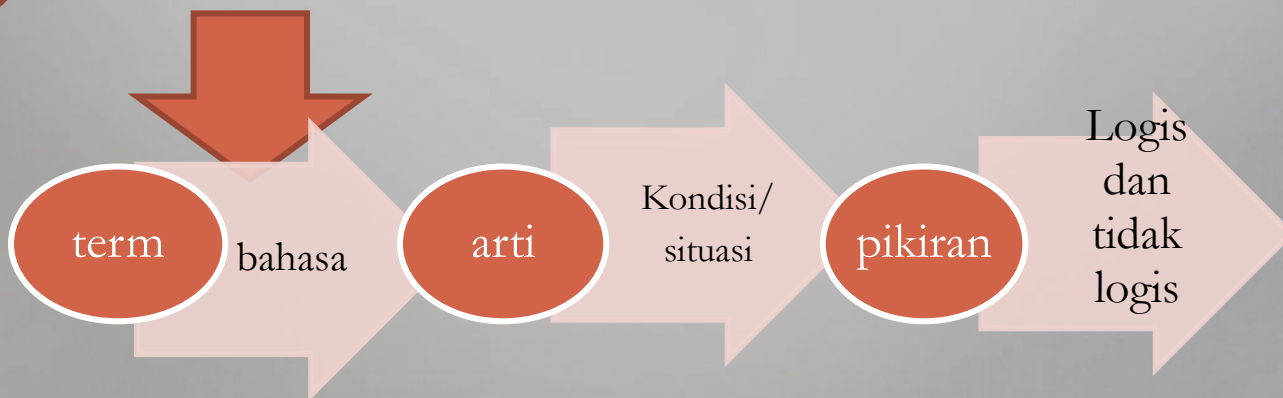 term
bahasa
arti
Kondisi/
situasi
pikiran
Logis
dan
tidak
logis